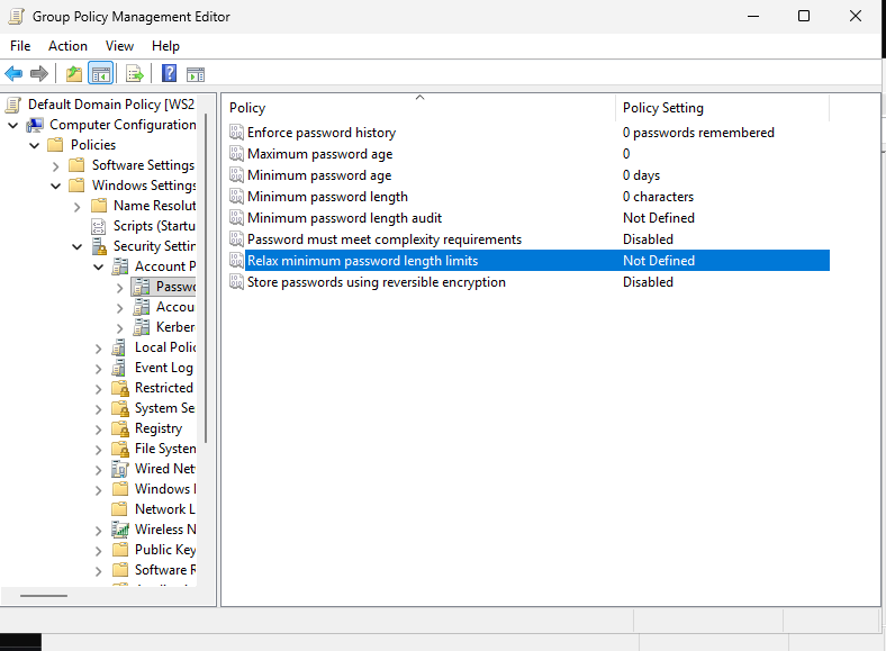 Group Policy Management Editor
File Action View Help
Default Domain Policy [WS2
Computer Configuration
Policies
Software Settings
Windows Settings
Name Resolut
Scripts (Startu
Security Settin
Account P
Passwo
Accou
Kerber
Local Polic
Event Log
Restricted
System Se
Registry
File System
Wired Net
Windows
Network L
Wireless N
Public Key
Software R
Policy Policy Setting
Enforce password history 0 passwords remembered
Maximum password age 0
Minimum password age 0 days
Minimum password length 0 characters
Minimum password length audit Not Defined
Password must meet complexity requirements Disabled
Relax minimum password length limits Not Defined
Store passwords using reversible encryption Disabled